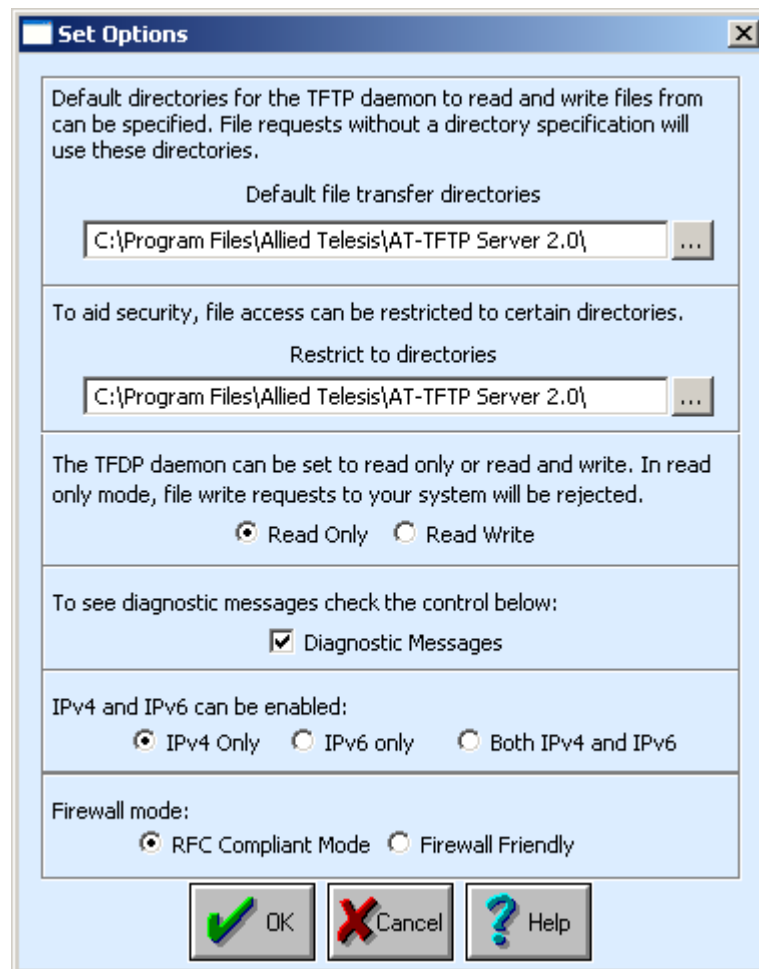 Set Options
Default directories for the TFTP daemon to read and write files from
can be specified. File requests without a directory specification will
use these directories.
Default file transfer directories
C:\Program Files\Allied Telesis\AT-TFTP Server 2.0\
...
To aid security, file access can be restricted to certain directories.
Restrict to directories
C:\Program Files\Allied Telesis\AT-TFTP Server 2.0\
...
The TFDP daemon can be set to read only or read and write. In read
only mode, file write requests to your system will be rejected.
Read Only Read Write
To see diagnostic messages check the control below:
Diagnostic Messages
IPv4 and IPv6 can be enabled:
IPv4 Only IPv6 only Both IPv4 and IPv6
Firewall mode:
RFC Compliant Mode Firewall Friendly
OK Cancel Help